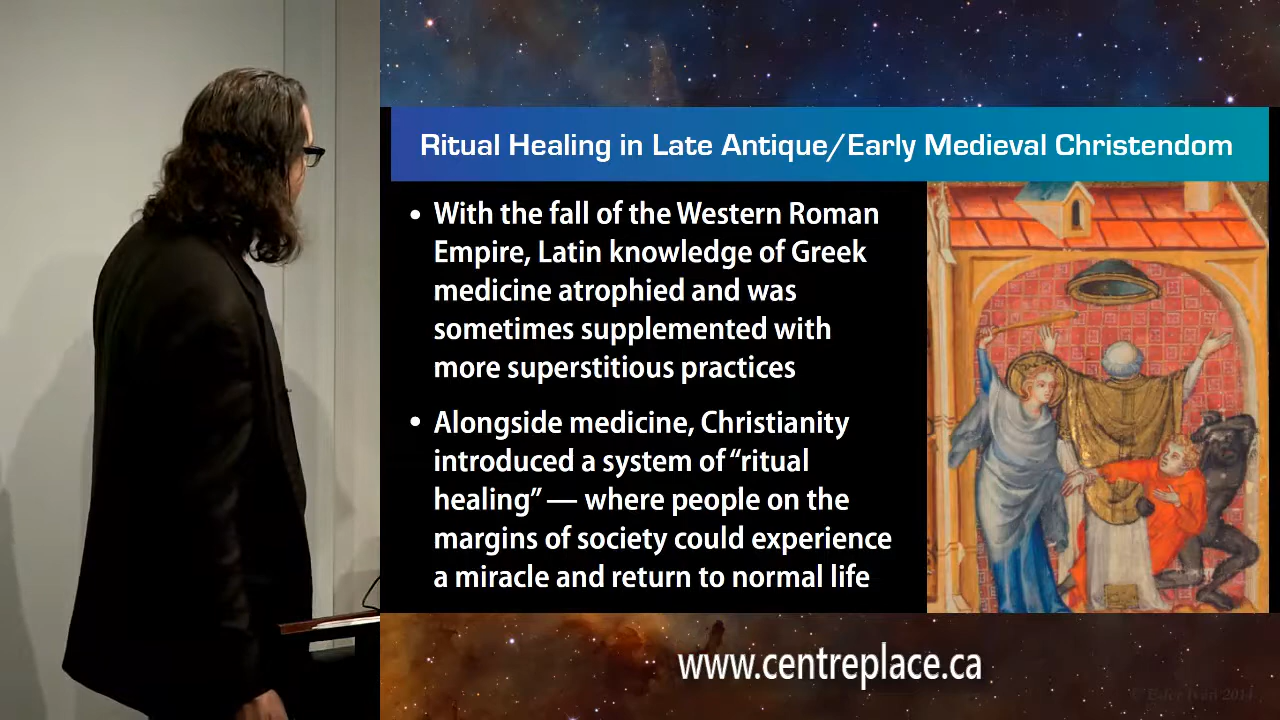 Ritual Healing in Late Antique/Early Medieval Christendom
• With the fall of the Western Roman
Empire, Latin knowledge of Greek
medicine atrophied and was
sometimes supplemented with
more superstitious practices
• Alongside medicine, Christianity
introduced a system of “ritual
healing” — where people on the
margins of society could experience
a miracle and return to normal life
www.centreplace.ca